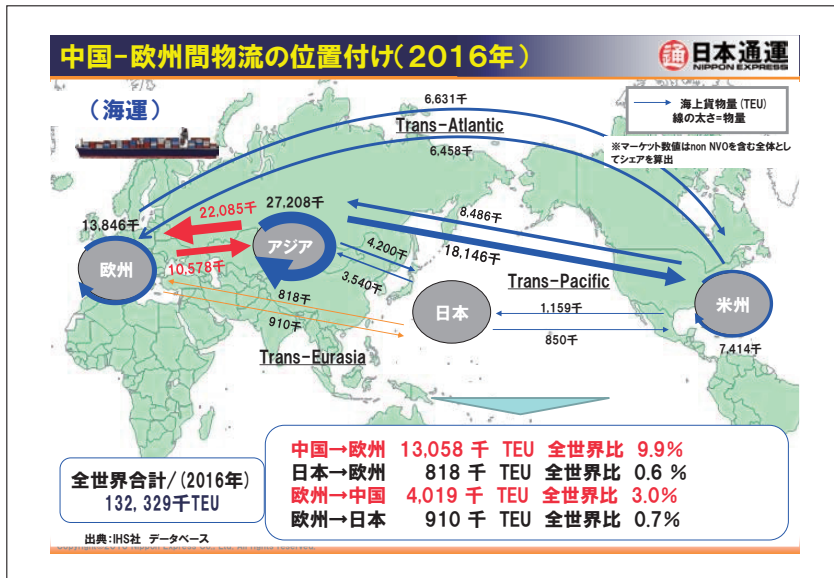 中国-欧州間物流の位置付け(2016年)
通 日本通運
NIPPON EXPRESS
(海運)
6,631千
Trans-Atlantic
6,458千
海上貨物量(TEU)
線の太さ=物量
※マーケット数値はnon NVOを含む全体とし
てシェアを算出
13,846千
22,085千
27,208千
8,486千
欧州
アジア
4,200千
18,146千
10,578千
3,540千
Trans-Pacific
818千
日本
1,159千
米州
910千
850千
Trans-Eurasia
7,414千
中国→欧州 13,058 千 TEU 全世界比 9.9%
日本→欧州 818 千 TEU 全世界比 0.6 %
欧州→中国 4,019 千 TEU 全世界比 3.0%
欧州→日本 910 千 TEU 全世界比 0.7%
全世界合計/(2016年)
132,329千TEU
出典:IHS社 データベース
Nippon Express Co., Ltd. All rights reserved.